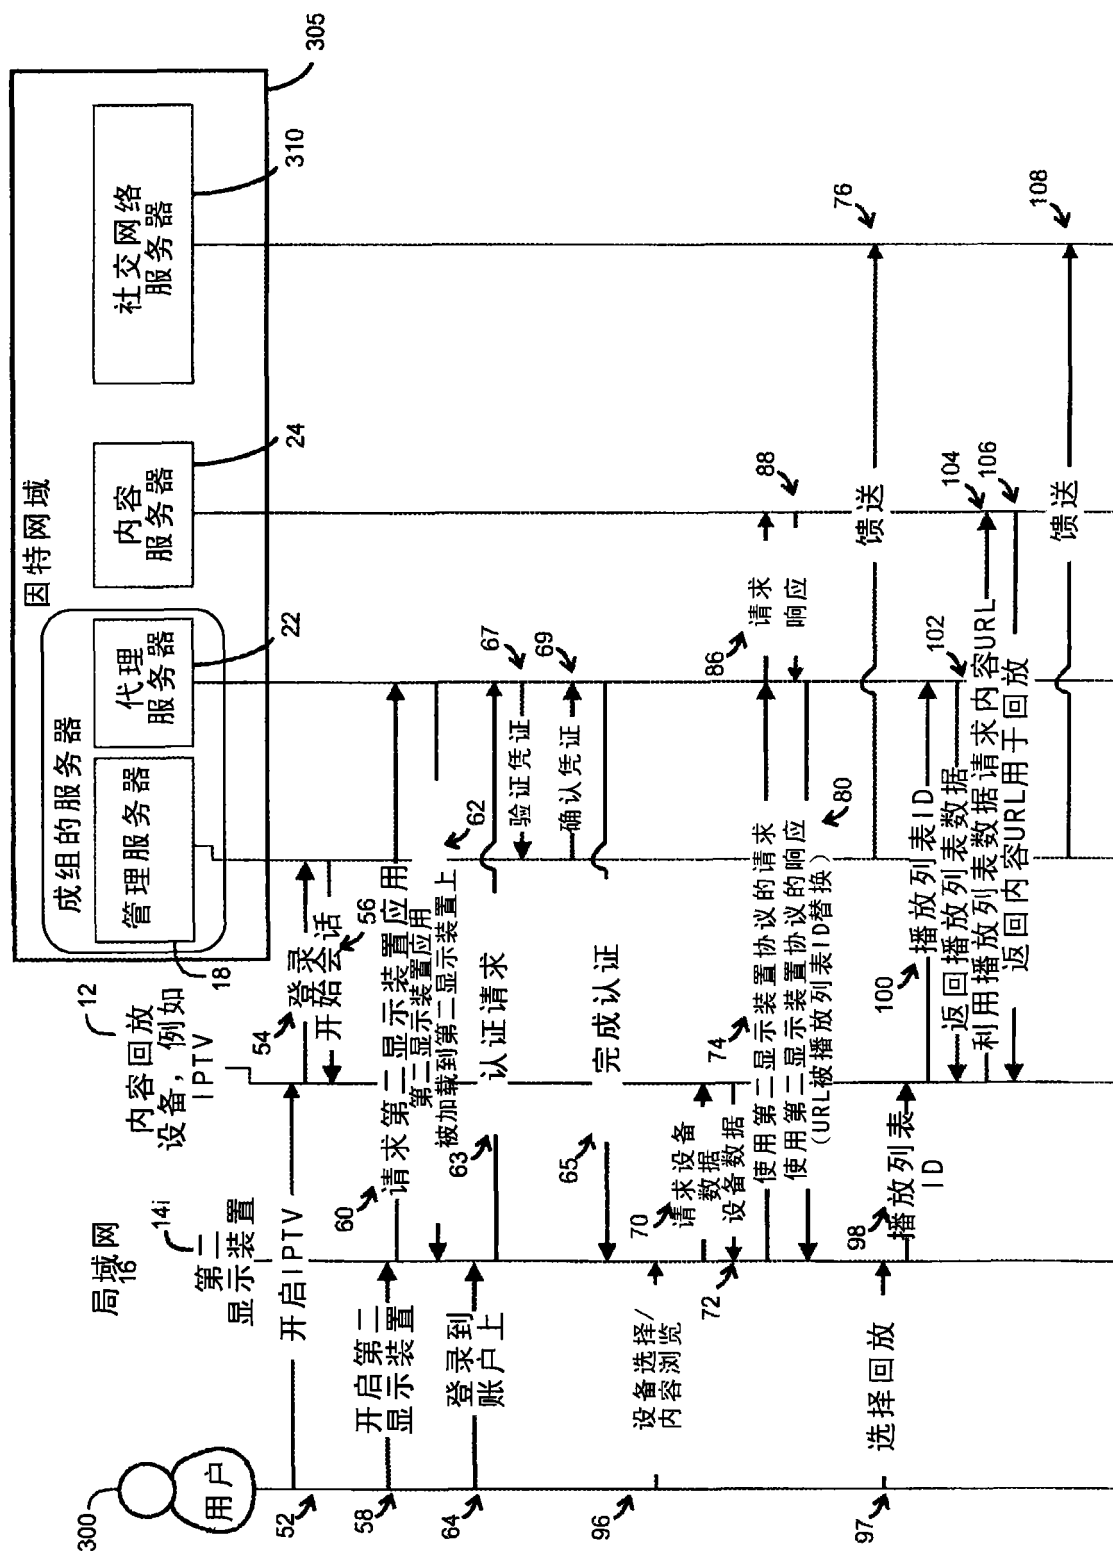 305
因特网域
成组的服务器
管理服务器
18
代理
服务器
22
内容
服务器
24
社交网络
服务器
310
300
用户
局域网
16
第二
显示装置
14i
内容回放
设备，例如
IPTV
12
52
开启IPTV
54
登录
开始会话
56
58
开启第二
显示装置
60
请求第二显示装置应用
第二显示装置应用
被加载到第二显示装置上
62
64
登录到
账户上
63
认证请求
67
验证凭证
69
确认凭证
65
完成认证
96
设备选择/
内容浏览
70
请求设备
数据
72
设备数据
74
使用第二显示装置协议的请求
86
请求
88
响应
使用第二显示装置协议的响应
(URL被播放列表ID替换)
80
76
馈送
97
选择回放
98
播放列表
ID
100
播放列表ID
102
返回播放列表数据
104
利用播放列表数据请求内容URL
106
返回内容URL用于回放
108
馈送